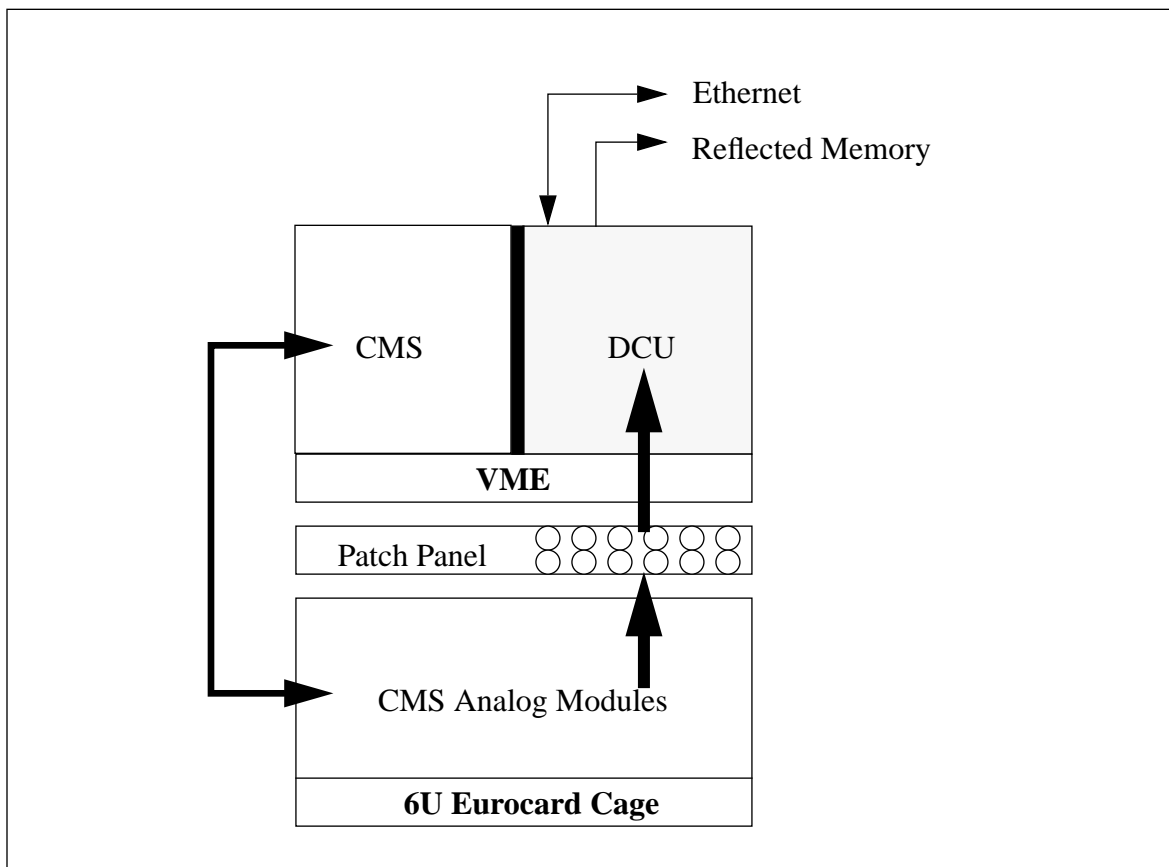 Ethernet
Reflected Memory
CMS
DCU
VME
Patch Panel
CMS Analog Modules
6U Eurocard Cage